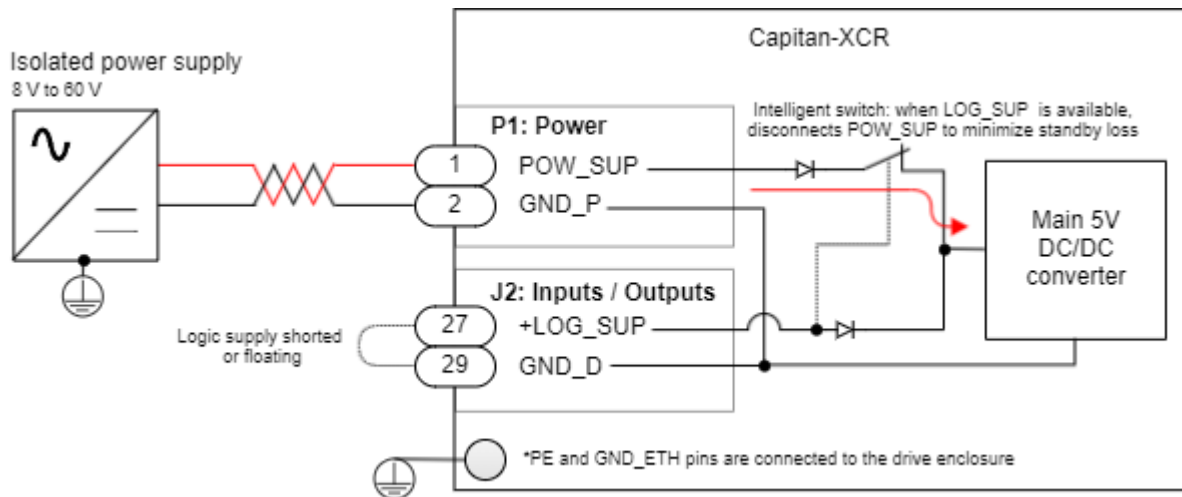 Capitan-XCR
Isolated power supply
8 V to 60 V
P1: Power
1
POW_SUP
2
GND_P
Intelligent switch: when LOG_SUP is available,
disconnects POW_SUP to minimize standby loss
Main 5V
DC/DC
converter
J2: Inputs / Outputs
Logic supply shorted
or floating
27
+LOG_SUP
29
GND_D
*PE and GND_ETH pins are connected to the drive enclosure